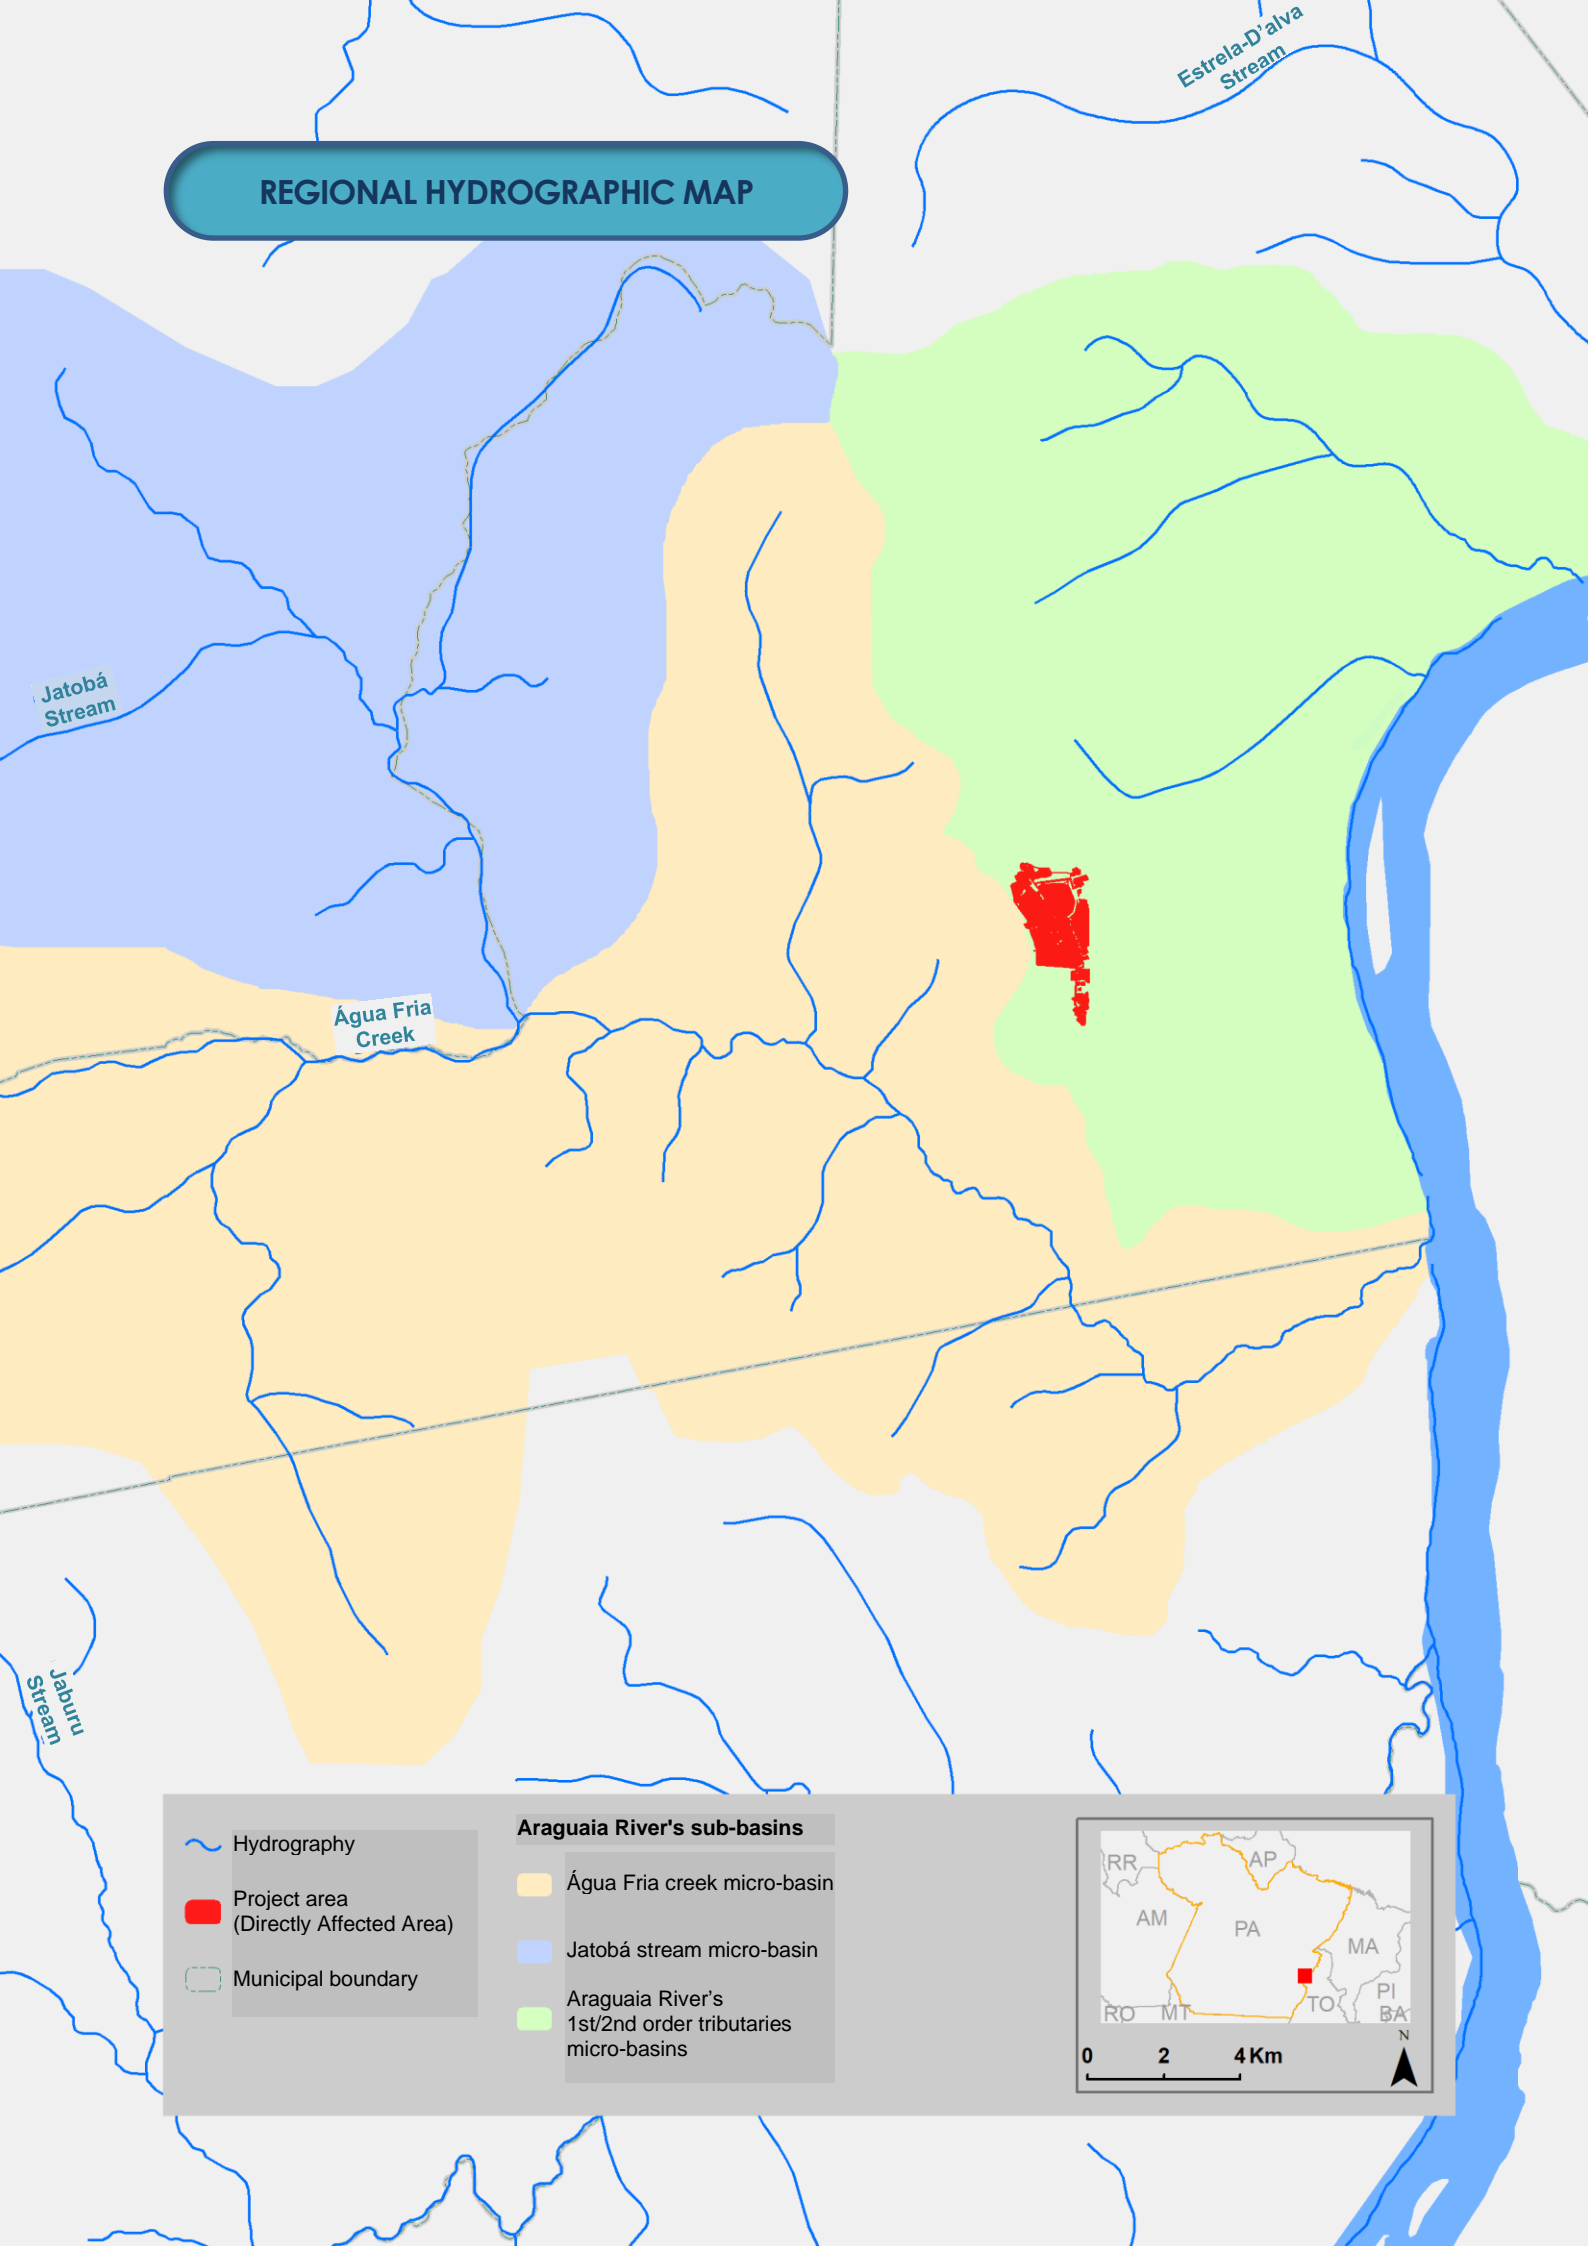 Estrela-D'alva
Stream
REGIONAL HYDROGRAPHIC MAP
Jatobá
Stream
Água Fria
Creek
Jaburu
Stream
Hydrography
Project area
(Directly Affected Area)
Municipal boundary
Araguaia River's sub-basins
Água Fria creek micro-basin
Jatobá stream micro-basin
Araguaia River’s
1st/2nd order tributaries
micro-basins
RR
AP
AM
PA
MA
PI
RO
MT
TO
BA
N
0 2 4 Km